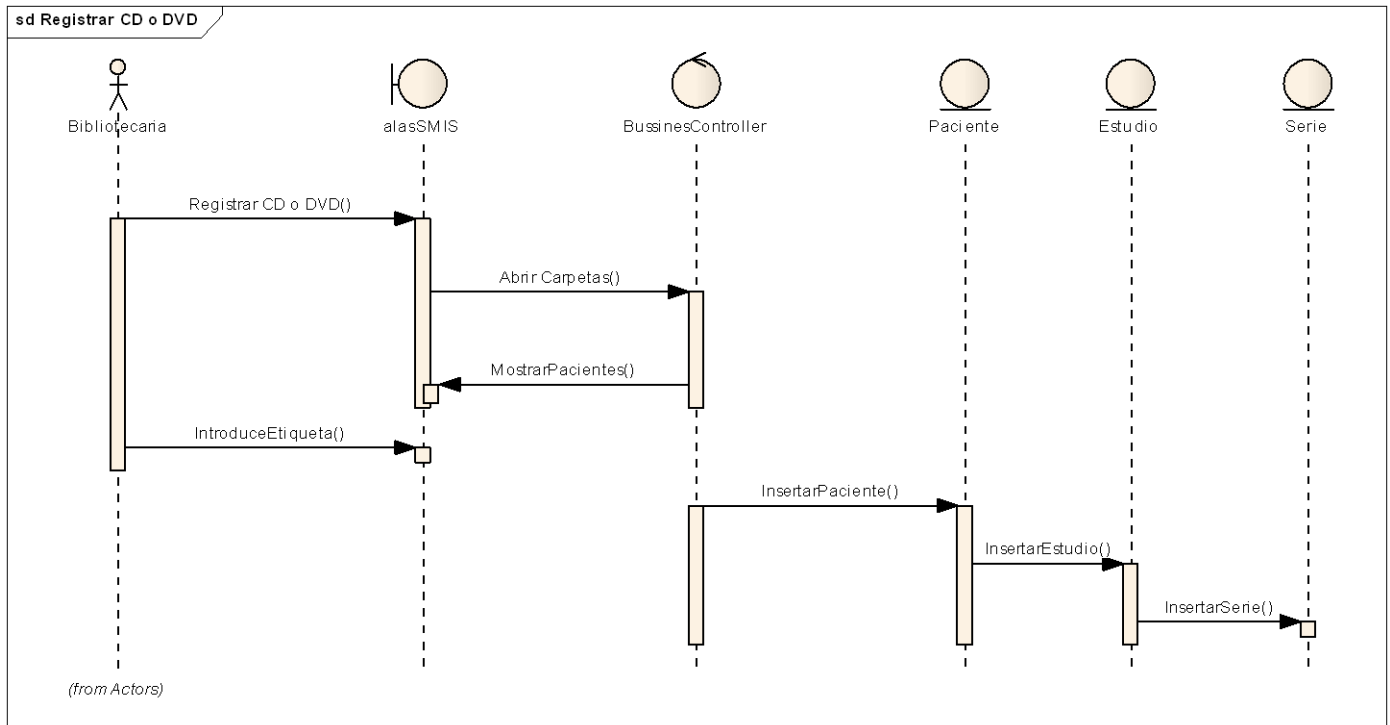 sd Registrar CD o DVD
Bibliotecaria
alasSMIS
BussinesController
Paciente
Estudio
Serie
Registrar CD o DVD()
Abrir Carpetas()
MostrarPacientes()
IntroduceEtiqueta()
InsertarPaciente()
InsertarEstudio()
InsertarSerie()
(from Actors)